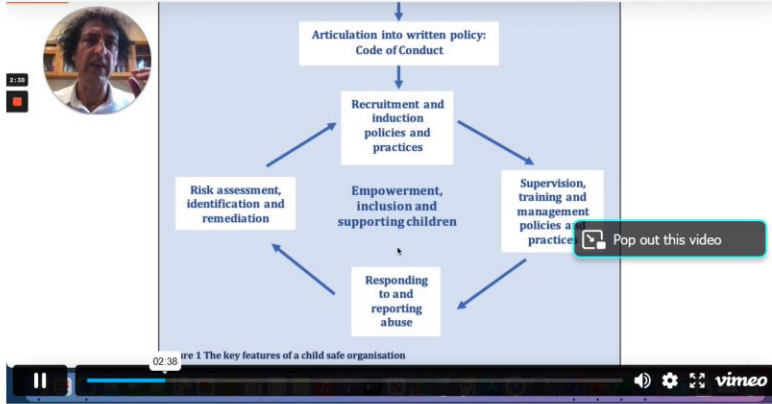 Articulation into written policy:
Code of Conduct
2:38
Recruitment and
induction
policies and
practices
Risk assessment,
identification and
remediation
Empowerment,
inclusion and
supporting children
Supervision,
training and
management
policies and
practices
Pop out this video
Responding
to and
reporting
abuse
re 1 The key features of a child safe organisation
02:38
vimeo